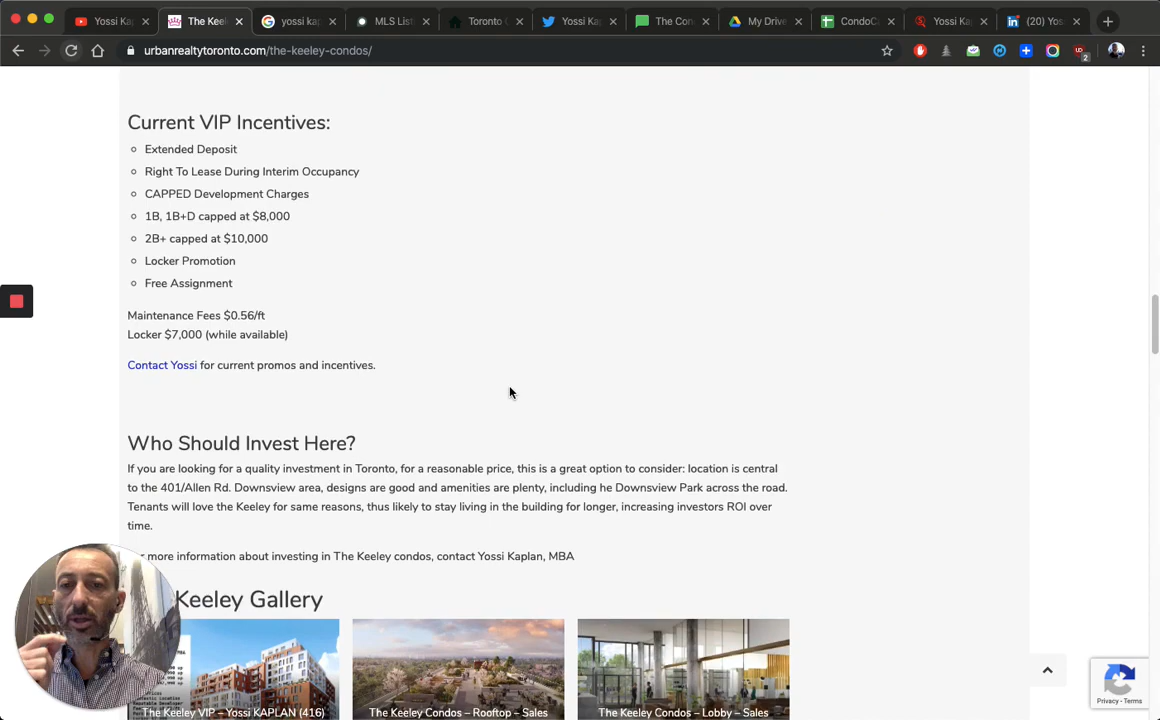 Yossi Ka
The Keel
yossi ka
MLS List
Toronto C
Yossi Ka
The Con
My Drive
CondoC
Yossi Ka
(20) Yos
urbanrealtytoronto.com/the-keeley-condos/
2
Current VIP Incentives:
Extended Deposit
Right To Lease During Interim Occupancy
CAPPED Development Charges
1B, 1B+D capped at $8,000
2B+ capped at $10,000
Locker Promotion
Free Assignment
Maintenance Fees $0.56/ft
Locker $7,000 (while available)
Contact Yossi for current promos and incentives.
Who Should Invest Here?
If you are looking for a quality investment in Toronto, for a reasonable price, this is a great option to consider: location is central
to the 401/Allen Rd. Downsview area, designs are good and amenities are plenty, including he Downsview Park across the road.
Tenants will love the Keeley for same reasons, thus likely to stay living in the building for longer, increasing investors ROI over
time.
more information about investing in The Keeley condos, contact Yossi Kaplan, MBA
Keeley Gallery
The Keeley VIP – Yossi KAPLAN (416)
The Keeley Condos – Rooftop – Sales
The Keeley Condos – Lobby – Sales
Privacy - Terms